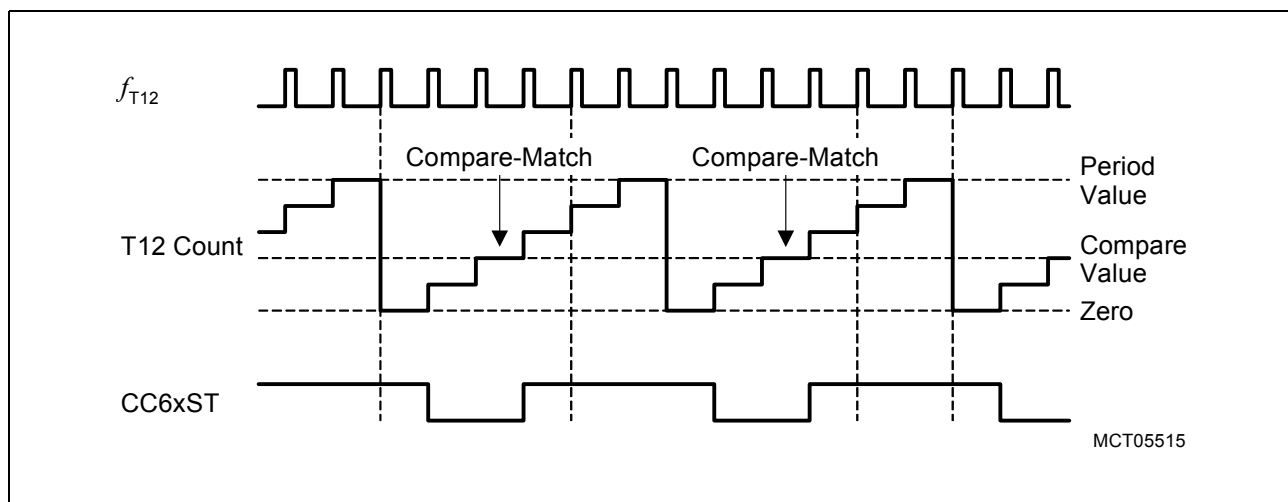 fT12
Compare-Match
Compare-Match
Period
Value
T12 Count
Compare
Value
Zero
CC6xST
MCT05515